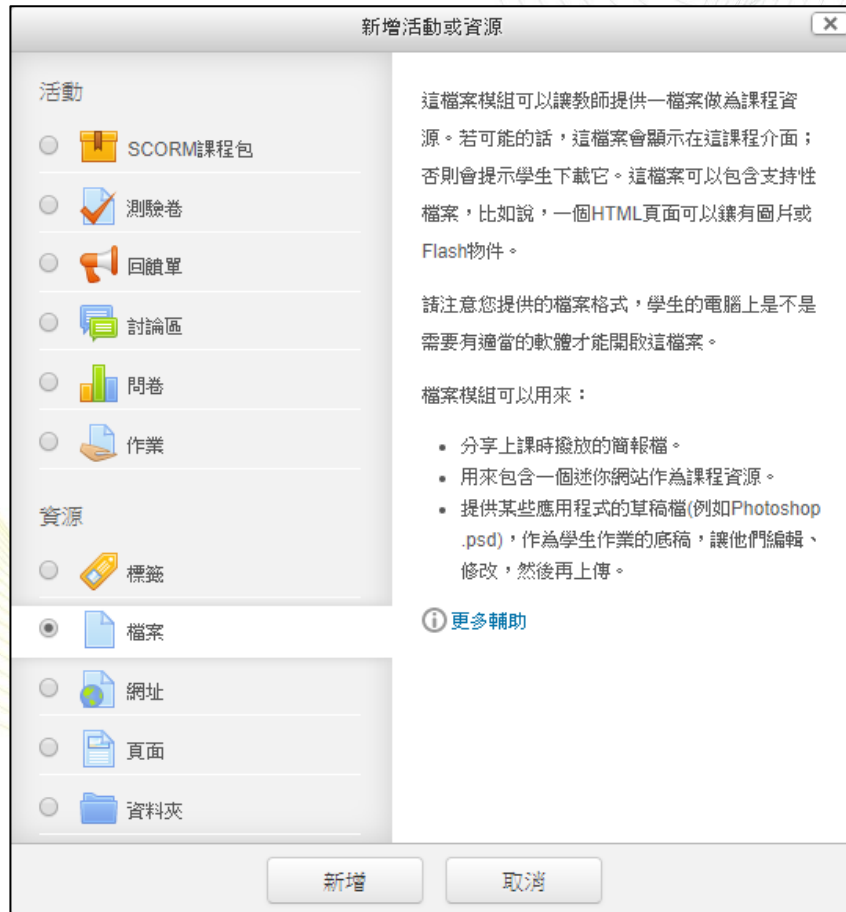 新增活動或資源
活動
SCORM課程包
測驗卷
回饋單
討論區
問卷
作業
資源
標籤
檔案
網址
頁面
資料夾
這檔案模組可以讓教師提供一檔案做為課程資
源。若可能的話，這檔案會顯示在這課程介面；
否則會提示學生下載它。這檔案可以包含支持性
檔案，比如說，一個HTML頁面可以鑲有圖片或
Flash物件。
請注意您提供的檔案格式，學生的電腦上是不是
需要有適當的軟體才能開啟這檔案。
檔案模組可以用來：
• 分享上課時撥放的簡報檔。
• 用來包含一個迷你網站作為課程資源。
• 提供某些應用程式的草稿檔(例如Photoshop
.psd)，作為學生作業的底稿，讓他們編輯、
修改，然後再上傳。
更多輔助
新增
取消